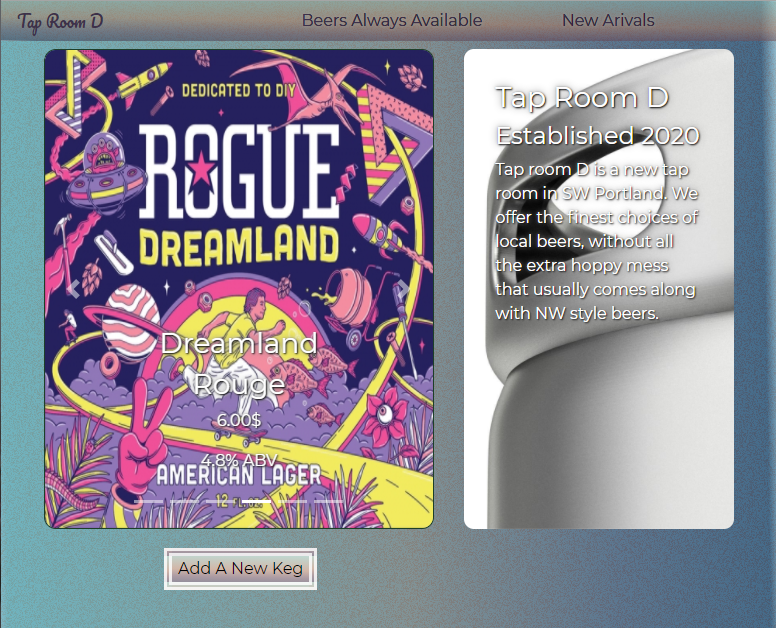 Tap Room D
Beers Always Available
New Arivals
DEDICATED TO DIY
ROGUE
DREAMLAND
Dreamland
Rouge
6.00$
4.8% ABV
AMERICAN LAGER
12 FL.OZ.
Tap Room D
Established 2020
Tap room D is a new tap
room in SW Portland. We
offer the finest choices of
local beers, without all
the extra hoppy mess
that usually comes along
with NW style beers.
Add A New Keg